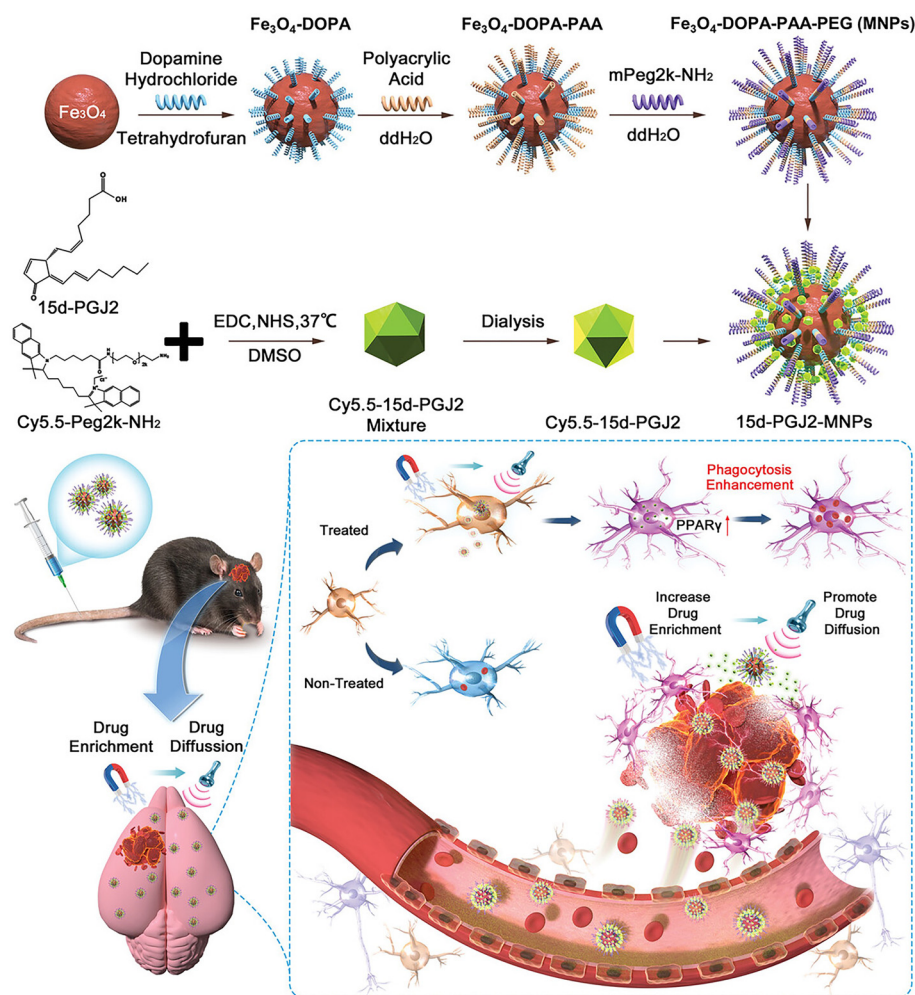 Fe₃O₄-DOPA
Fe₃O₄-DOPA-PAA
Fe₃O₄-DOPA-PAA-PEG (MNPs)
Fe₃O₄
Dopamine
Hydrochloride
Tetrahydrofuran
Polyacrylic
Acid
ddH₂O
mPeg2k-NH₂
ddH₂O
O
OH
O
15d-PGJ2
EDC,NHS,37℃
DMSO
Dialysis
Cy5.5-Peg2k-NH₂
Cy5.5-15d-PGJ2
Mixture
Cy5.5-15d-PGJ2
15d-PGJ2-MNPs
Treated
Non-Treated
Phagocytosis
Enhancement
PPARγ
Increase
Drug
Enrichment
Promote
Drug
Diffusion
Drug
Enrichment
Drug
Diffussion